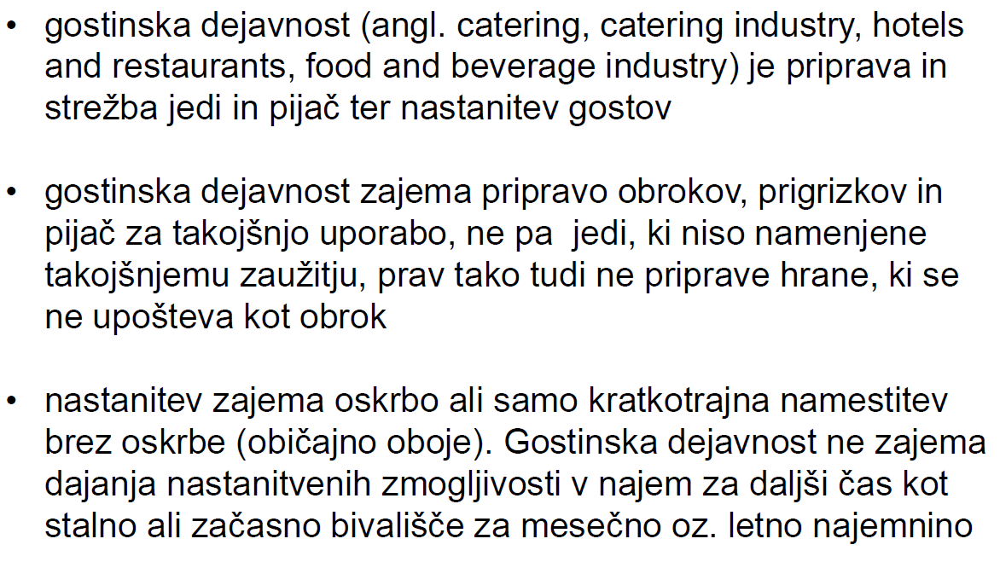 • gostinska dejavnost (angl. catering, catering industry, hotels
and restaurants, food and beverage industry) je priprava in
strežba jedi in pijač ter nastanitev gostov
• gostinska dejavnost zajema pripravo obrokov, prigrizkov in
pijač za takojšnjo uporabo, ne pa  jedi, ki niso namenjene
takojšnjemu zaužitju, prav tako tudi ne priprave hrane, ki se
ne upošteva kot obrok
• nastanitev zajema oskrbo ali samo kratkotrajna namestitev
brez oskrbe (običajno oboje). Gostinska dejavnost ne zajema
dajanja nastanitvenih zmogljivosti v najem za daljši čas kot
stalno ali začasno bivališče za mesečno oz. letno najemnino